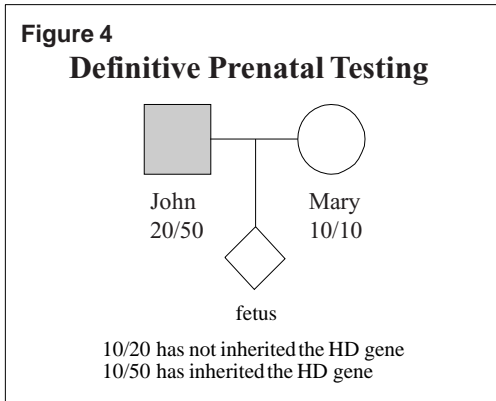 Figure 4
Definitive Prenatal Testing
John
20/50
Mary
10/10
fetus
10/20 has not inherited the HD gene
10/50 has inherited the HD gene